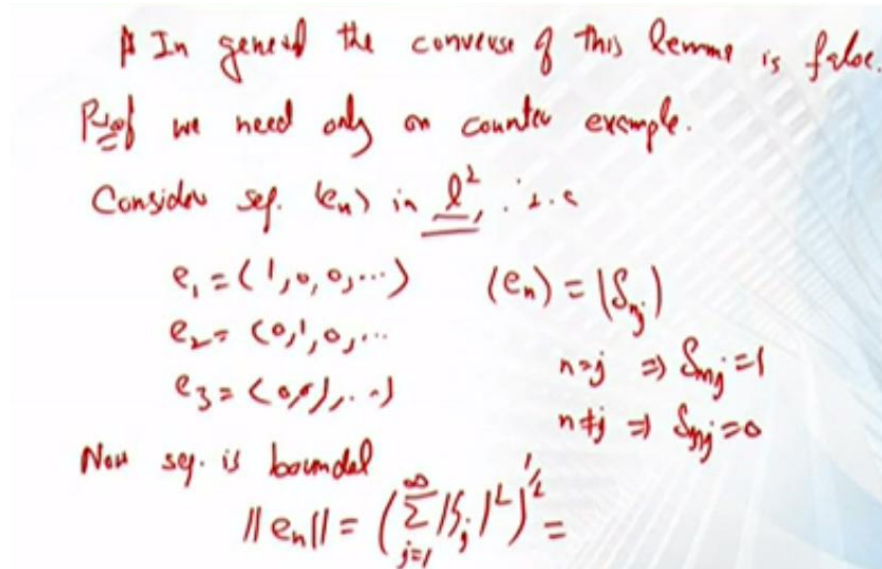 In general the converse of this lemma is false.
Proof we need only on counter example.
Consider seq. (en) in l², i.e
e₁ = (1, 0, 0, ...) (eₙ) = (δₙⱼ)
e₂ = (0, 1, 0, ...
e₃ = (0, 0, 1, ...) n=j ⇒ δₙⱼ = 1
n≠j ⇒ δₙⱼ = 0
Now seq. is bounded
||eₙ|| = (∑_{j=1}^{∞} |ξⱼ|²)^{1/2} =